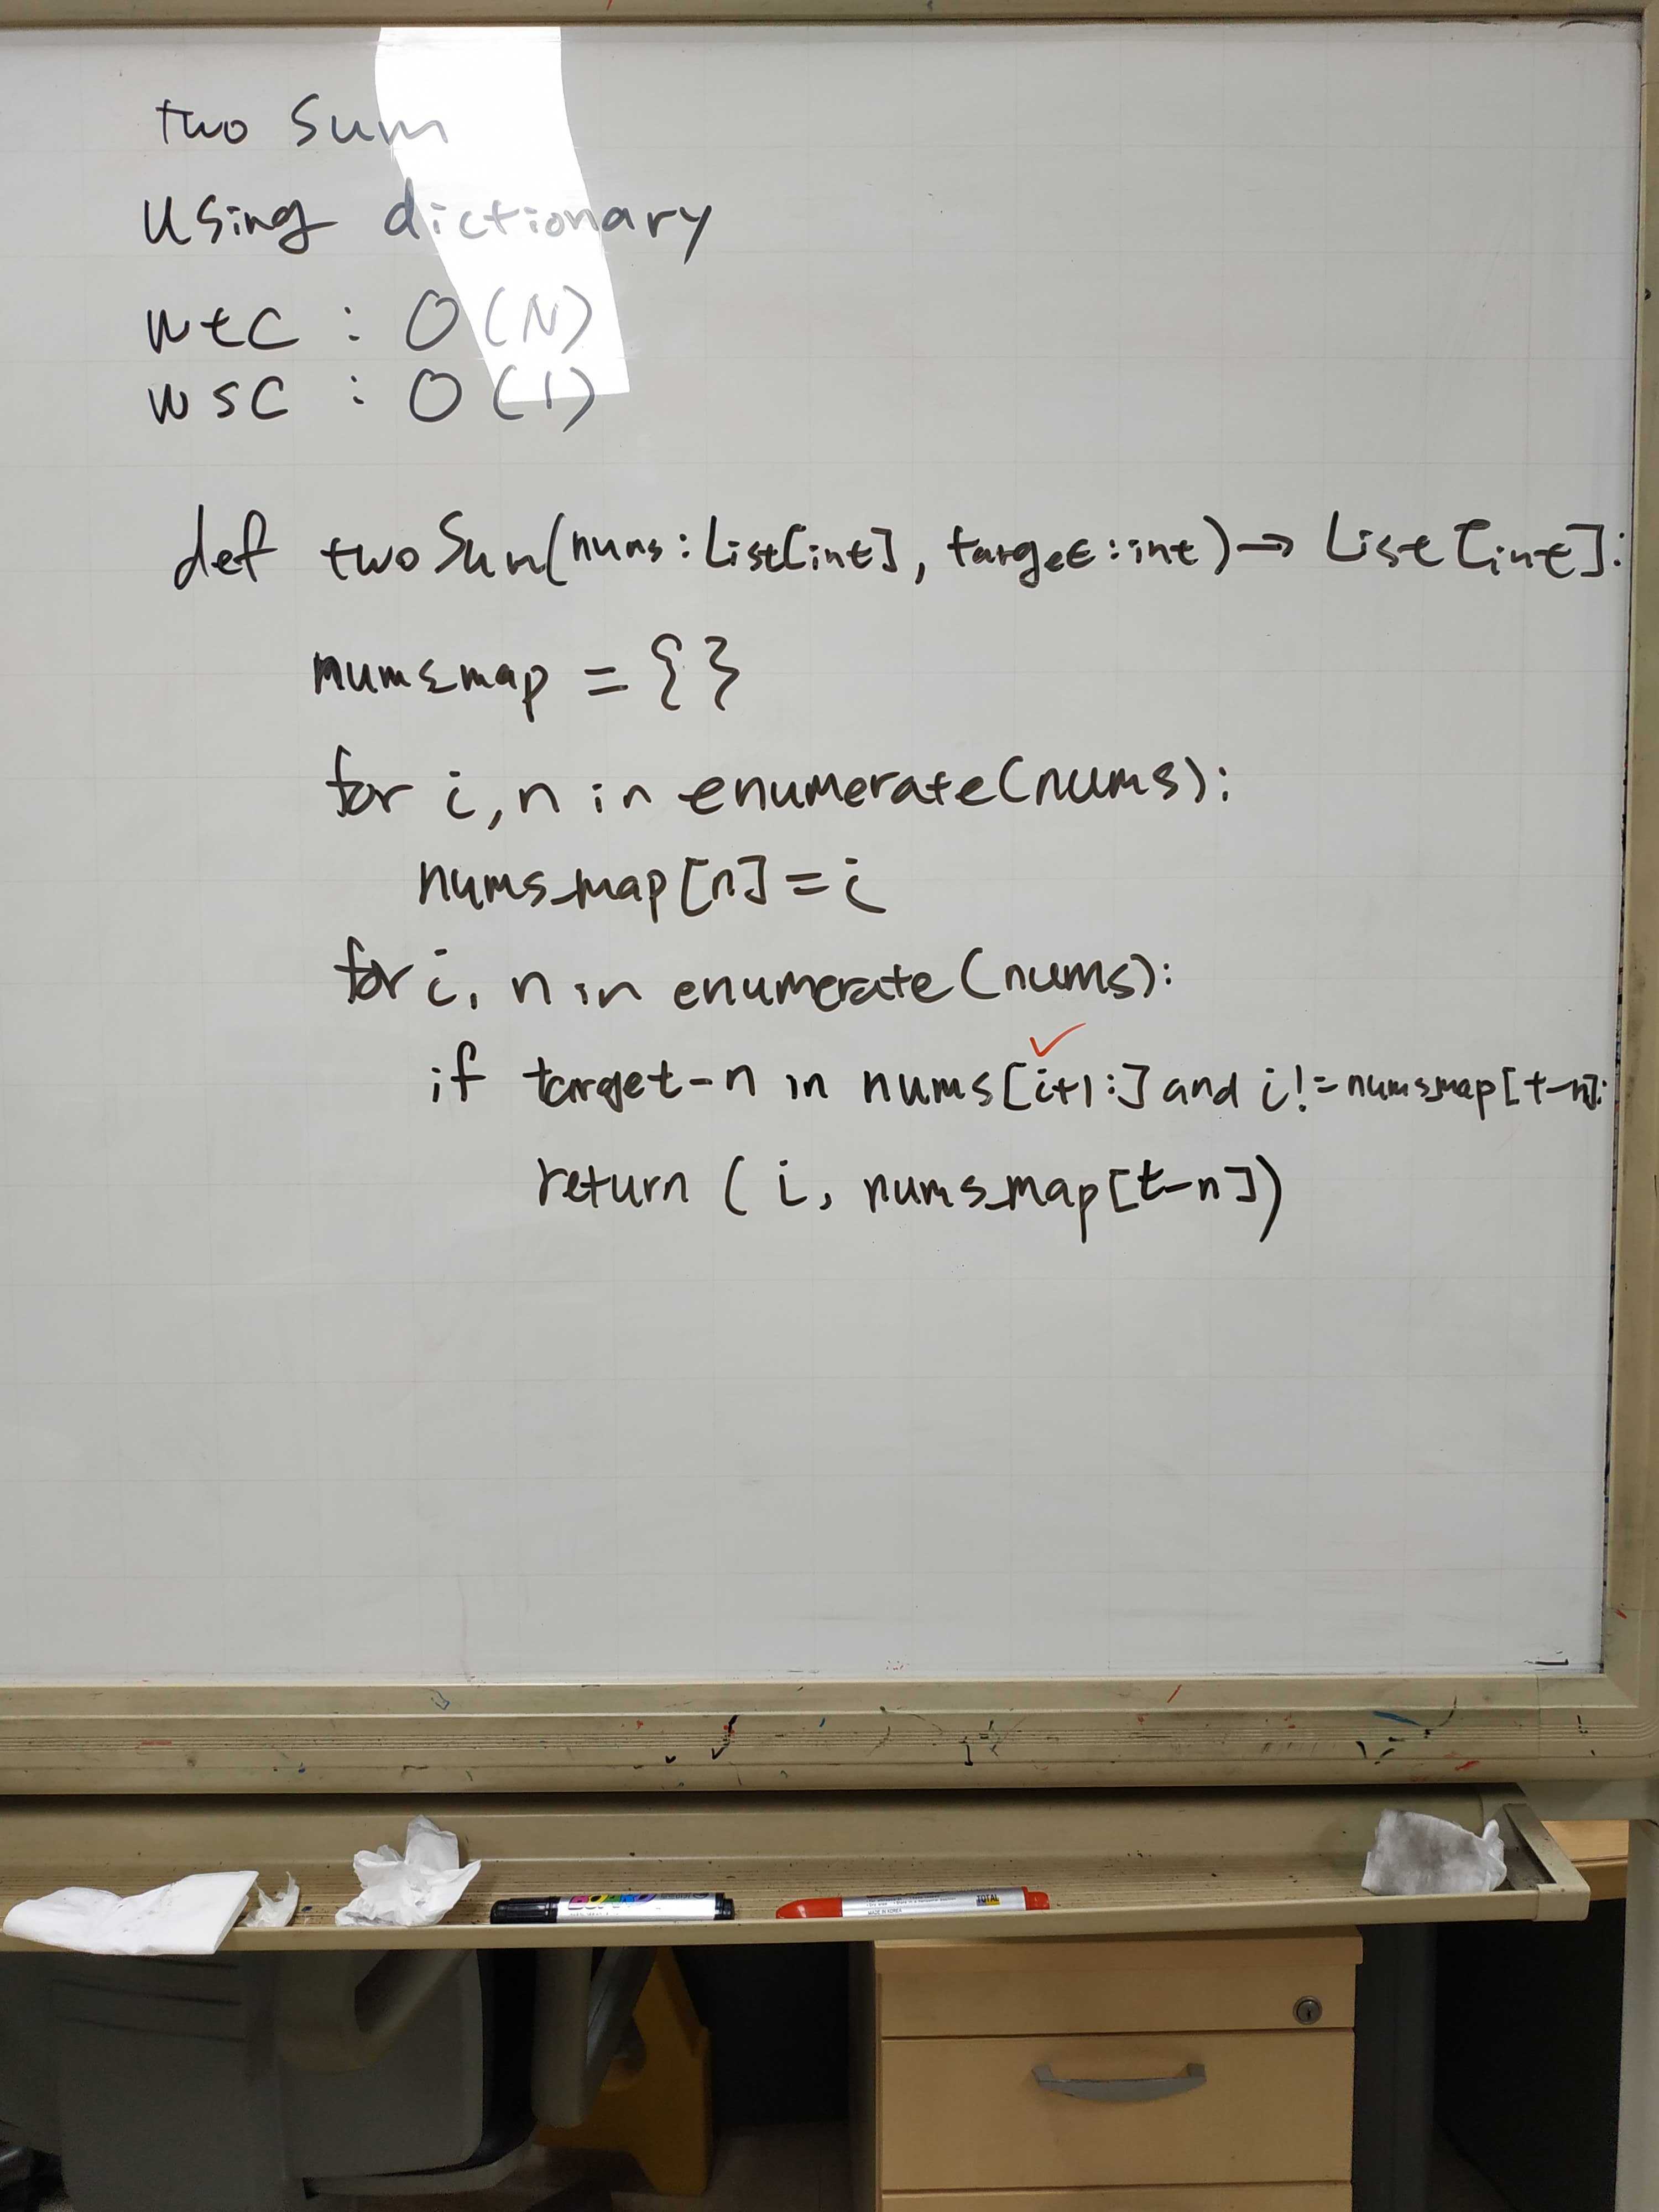 two Sum
using dictionary
wtc : O(N)
wsc : O(1)
def twoSum(nums:List[int], target:int)→ List[int]:
nums_map = {}
for i, n in enumerate(nums):
nums_map[n] = i
for i, n in enumerate(nums):
if target-n in nums[i+1:] and i!=nums_map[t-n]:
return (i, nums_map[t-n])
TOTAL
MADE IN KOREA